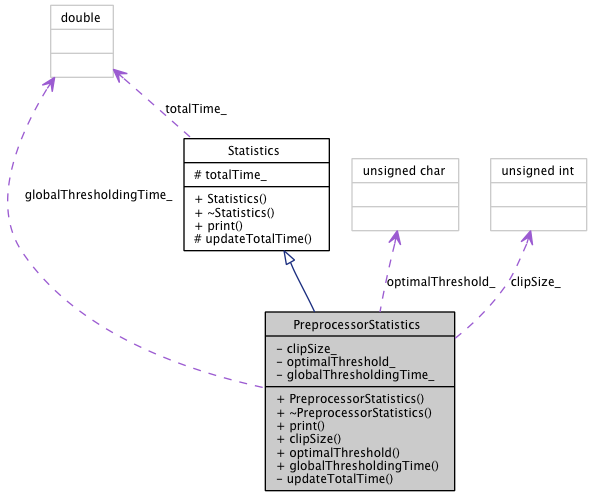 double
totalTime_
Statistics
# totalTime_
+ Statistics()
+ ~Statistics()
+ print()
# updateTotalTime()
unsigned char
unsigned int
globalThresholdingTime_
optimalThreshold_
clipSize_
PreprocessorStatistics
– clipSize_
– optimalThreshold_
– globalThresholdingTime_
+ PreprocessorStatistics()
+ ~PreprocessorStatistics()
+ print()
+ clipSize()
+ optimalThreshold()
+ globalThresholdingTime()
– updateTotalTime()